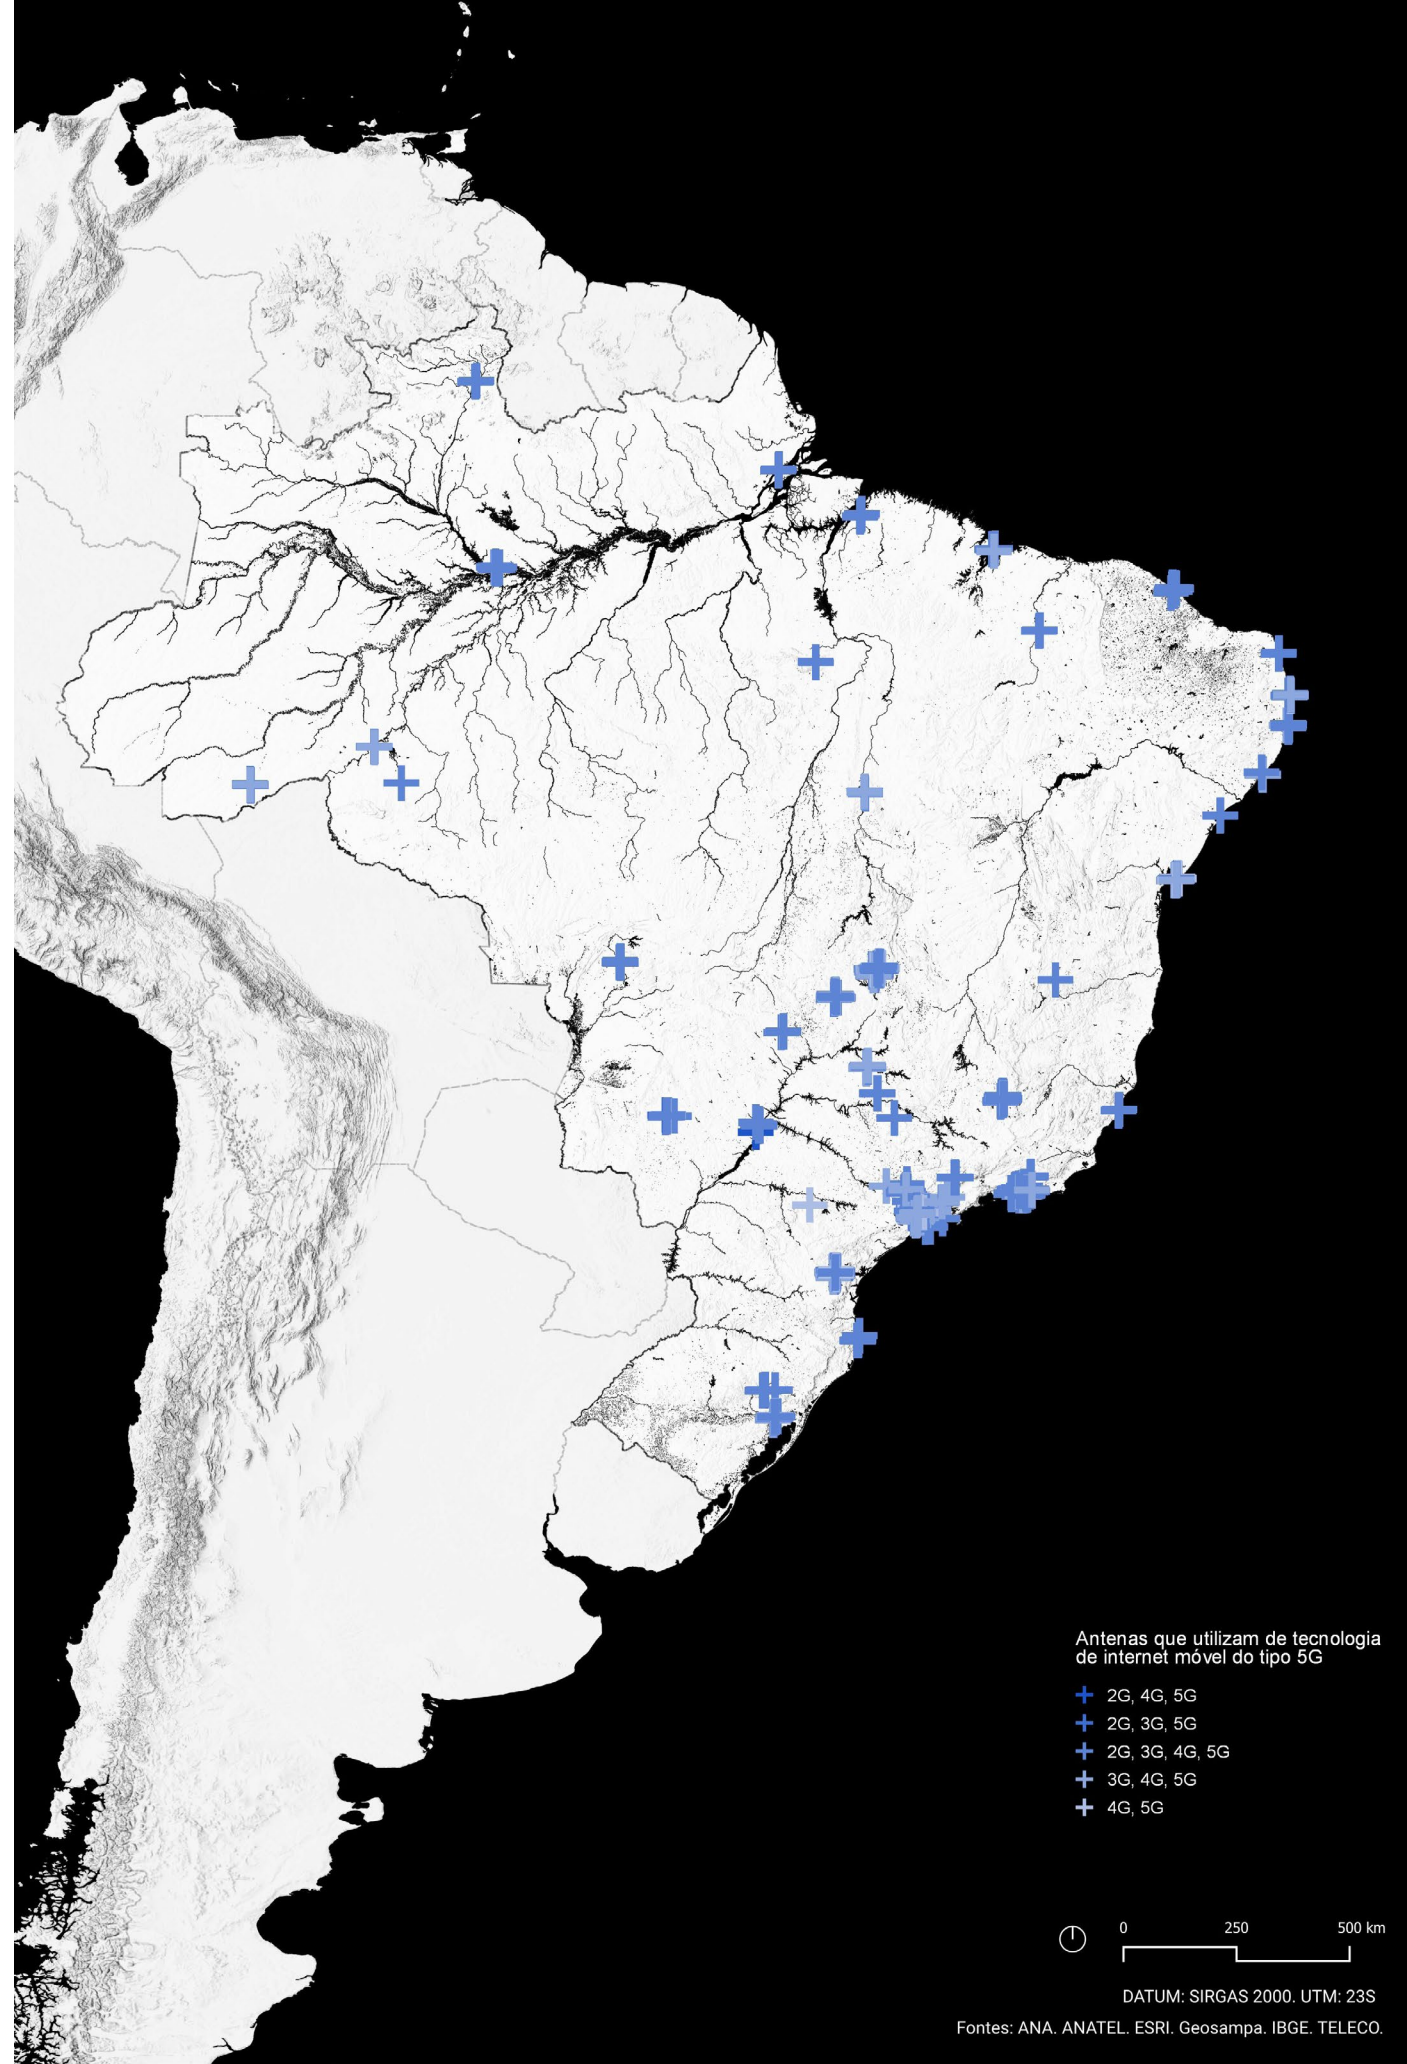 Antenas que utilizam de tecnologia
de internet móvel do tipo 5G
2G, 4G, 5G
2G, 3G, 5G
2G, 3G, 4G, 5G
3G, 4G, 5G
4G, 5G
0 250 500 km
DATUM: SIRGAS 2000. UTM: 23S
Fontes: ANA. ANATEL. ESRI. Geosampa. IBGE. TELECO.